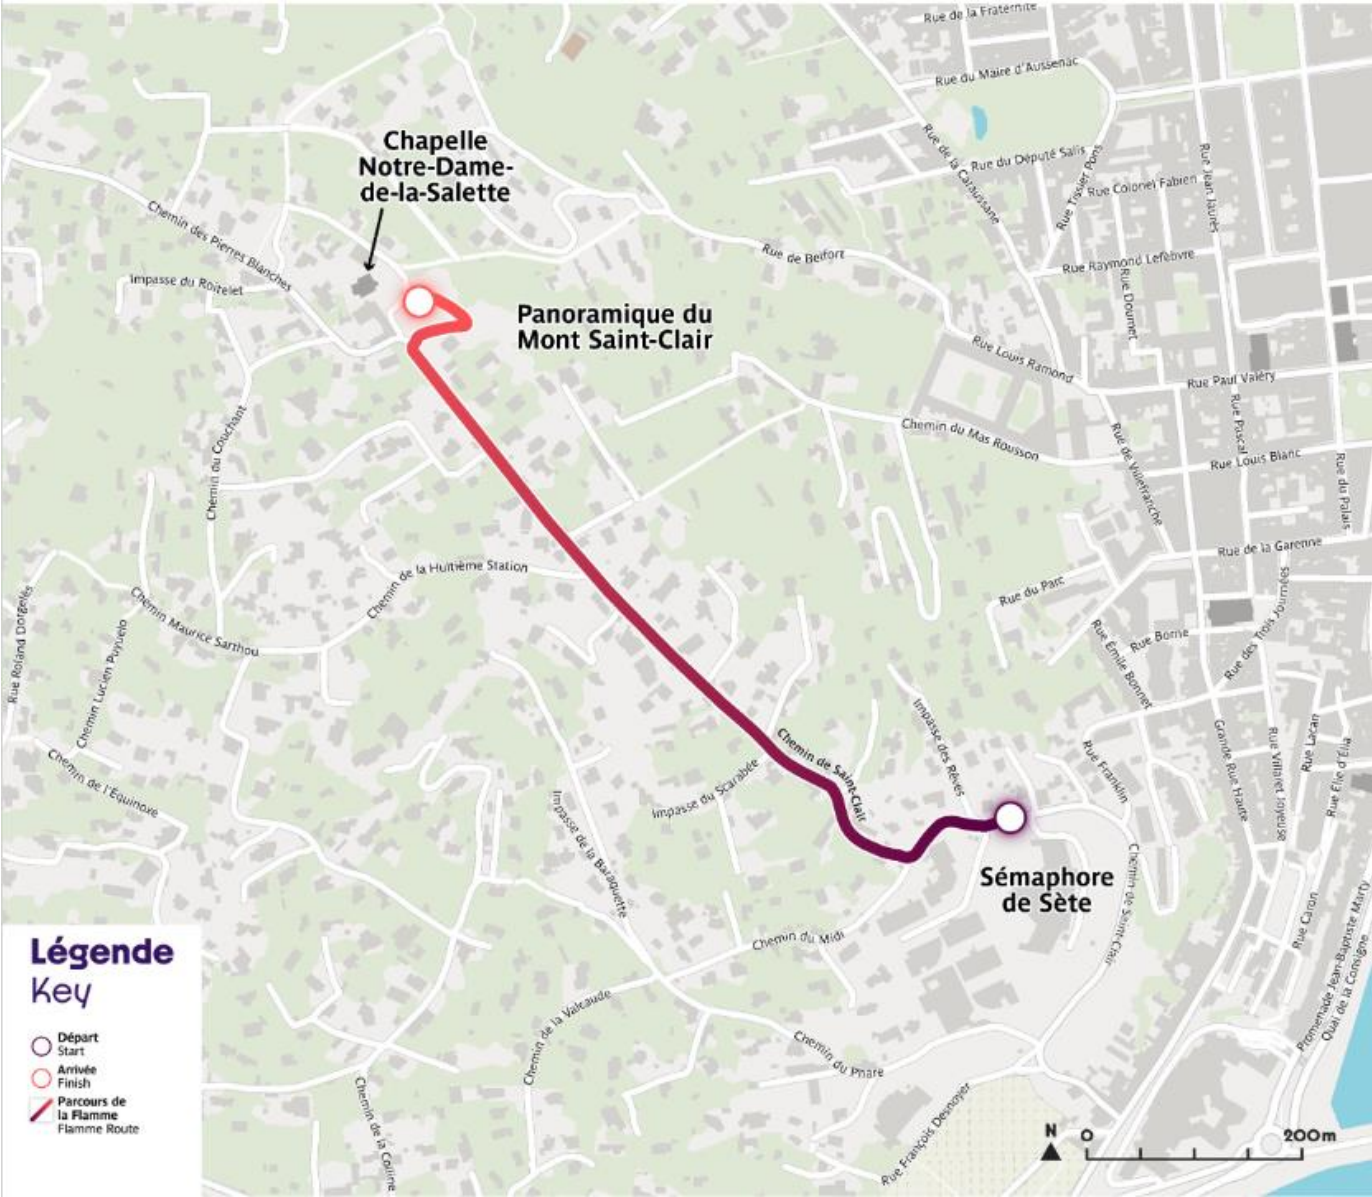 Rue de la Fraternité
Rue du Maire d'Aussenac
Chapelle
Notre-Dame-
de-la-Salette
Rue de la Caraussane
Rue du Député Salis
Rue Tissier Pons
Rue Colonel Fabien
Rue Jean Jaurès
Chemin des Pierres Blanches
Impasse du Roitelet
Rue de Belfort
Rue Raymond Lefebvre
Rue Doumet
Panoramique du
Mont Saint-Clair
Rue Louis Ramond
Rue Paul Valéry
Rue Pascal
Chemin du Couchant
Chemin du Mas Rousson
Rue de Villefranche
Rue Louis Blanc
Rue du Palais
Rue de la Garenne
Chemin de la Huitième Station
Rue du Parc
Rue Roland Dorgelès
Chemin Maurice Sarthou
Chemin Lucien Puyuelo
Rue Émile Bonnet
Rue Borne
Rue des Trois Journées
Chemin de l'Équinoxe
Impasse de la Baraquette
Impasse du Scarabée
Chemin de Saint-Clair
Impasse des Rêves
Rue Franklin
Grande Rue Haute
Rue Villaret Joyeuse
Rue Lacan
Rue Elie d'Elia
Sémaphore
de Sète
Chemin de Saint-Clair
Chemin du Midi
Rue Caron
Promenade Jean-Baptiste Marty
Quai de la Consigne
Chemin de la Valcaude
Chemin du Phare
Chemin de la Colline
Rue François Desnoyer
Légende
Key
Départ
Start
Arrivée
Finish
Parcours de
la Flamme
Flamme Route
N 0 200m